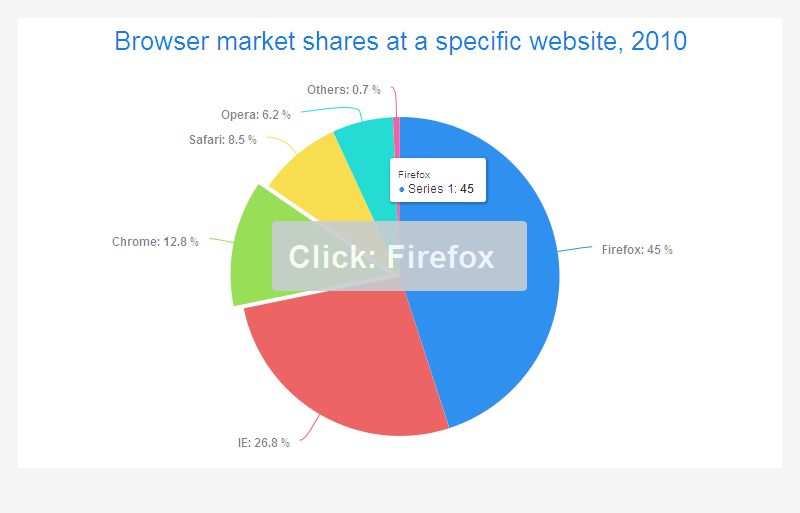 Browser market shares at a specific website, 2010
Others: 0.7 %
Opera: 6.2 %
Safari: 8.5 %
Firefox
● Series 1: 45
Chrome: 12.8 %
Click: Firefox
Firefox: 45 %
IE: 26.8 %